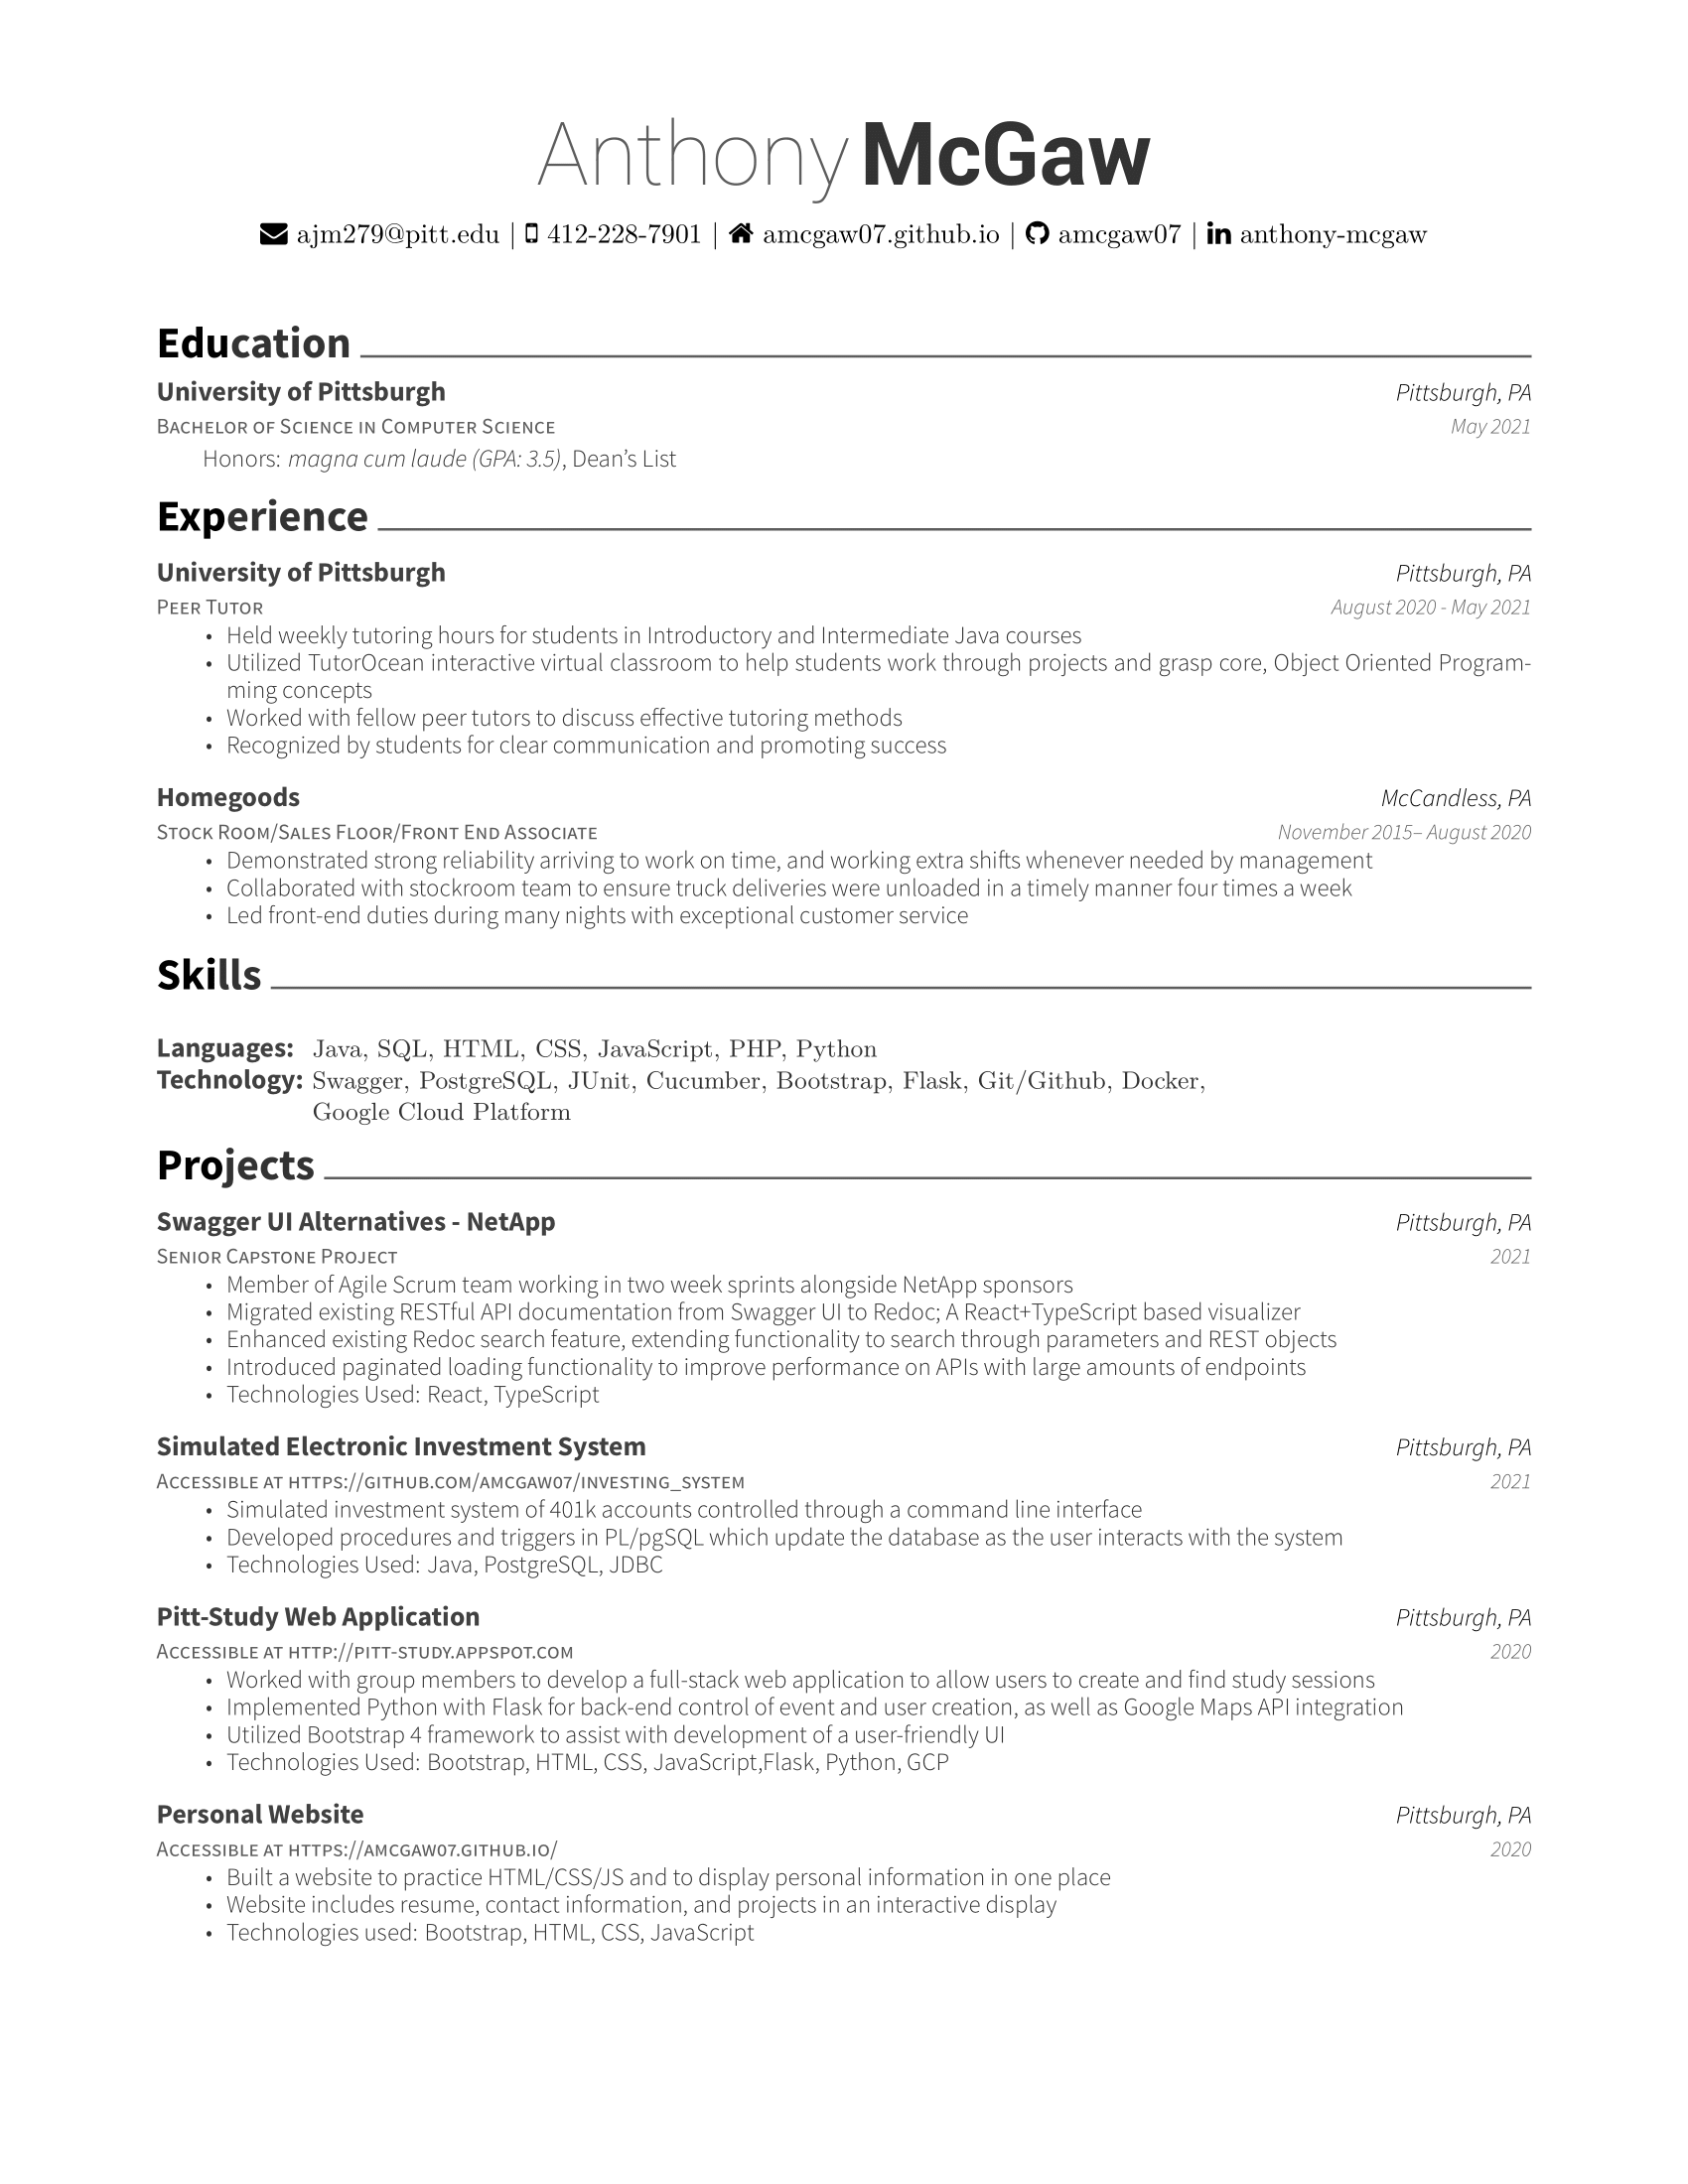 Anthony McGaw
ajm279@pitt.edu | 412-228-7901 | amcgaw07.github.io | amcgaw07 | anthony-mcgaw
Education
University of Pittsburgh Pittsburgh, PA
Bachelor of Science in Computer Science May 2021
Honors: magna cum laude (GPA: 3.5), Dean’s List
Experience
University of Pittsburgh Pittsburgh, PA
Peer Tutor August 2020 - May 2021
• Held weekly tutoring hours for students in Introductory and Intermediate Java courses
• Utilized TutorOcean interactive virtual classroom to help students work through projects and grasp core, Object Oriented Program-
ming concepts
• Worked with fellow peer tutors to discuss effective tutoring methods
• Recognized by students for clear communication and promoting success
Homegoods McCandless, PA
Stock Room/Sales Floor/Front End Associate November 2015– August 2020
• Demonstrated strong reliability arriving to work on time, and working extra shifts whenever needed by management
• Collaborated with stockroom team to ensure truck deliveries were unloaded in a timely manner four times a week
• Led front-end duties during many nights with exceptional customer service
Skills
Languages: Java, SQL, HTML, CSS, JavaScript, PHP, Python
Technology: Swagger, PostgreSQL, JUnit, Cucumber, Bootstrap, Flask, Git/Github, Docker,
Google Cloud Platform
Projects
Swagger UI Alternatives - NetApp Pittsburgh, PA
Senior Capstone Project 2021
• Member of Agile Scrum team working in two week sprints alongside NetApp sponsors
• Migrated existing RESTful API documentation from Swagger UI to Redoc; A React+TypeScript based visualizer
• Enhanced existing Redoc search feature, extending functionality to search through parameters and REST objects
• Introduced paginated loading functionality to improve performance on APIs with large amounts of endpoints
• Technologies Used: React, TypeScript
Simulated Electronic Investment System Pittsburgh, PA
Accessible at https://github.com/amcgaw07/investing_system 2021
• Simulated investment system of 401k accounts controlled through a command line interface
• Developed procedures and triggers in PL/pgSQL which update the database as the user interacts with the system
• Technologies Used: Java, PostgreSQL, JDBC
Pitt-Study Web Application Pittsburgh, PA
Accessible at http://pitt-study.appspot.com 2020
• Worked with group members to develop a full-stack web application to allow users to create and find study sessions
• Implemented Python with Flask for back-end control of event and user creation, as well as Google Maps API integration
• Utilized Bootstrap 4 framework to assist with development of a user-friendly UI
• Technologies Used: Bootstrap, HTML, CSS, JavaScript,Flask, Python, GCP
Personal Website Pittsburgh, PA
Accessible at https://amcgaw07.github.io/ 2020
• Built a website to practice HTML/CSS/JS and to display personal information in one place
• Website includes resume, contact information, and projects in an interactive display
• Technologies used: Bootstrap, HTML, CSS, JavaScript